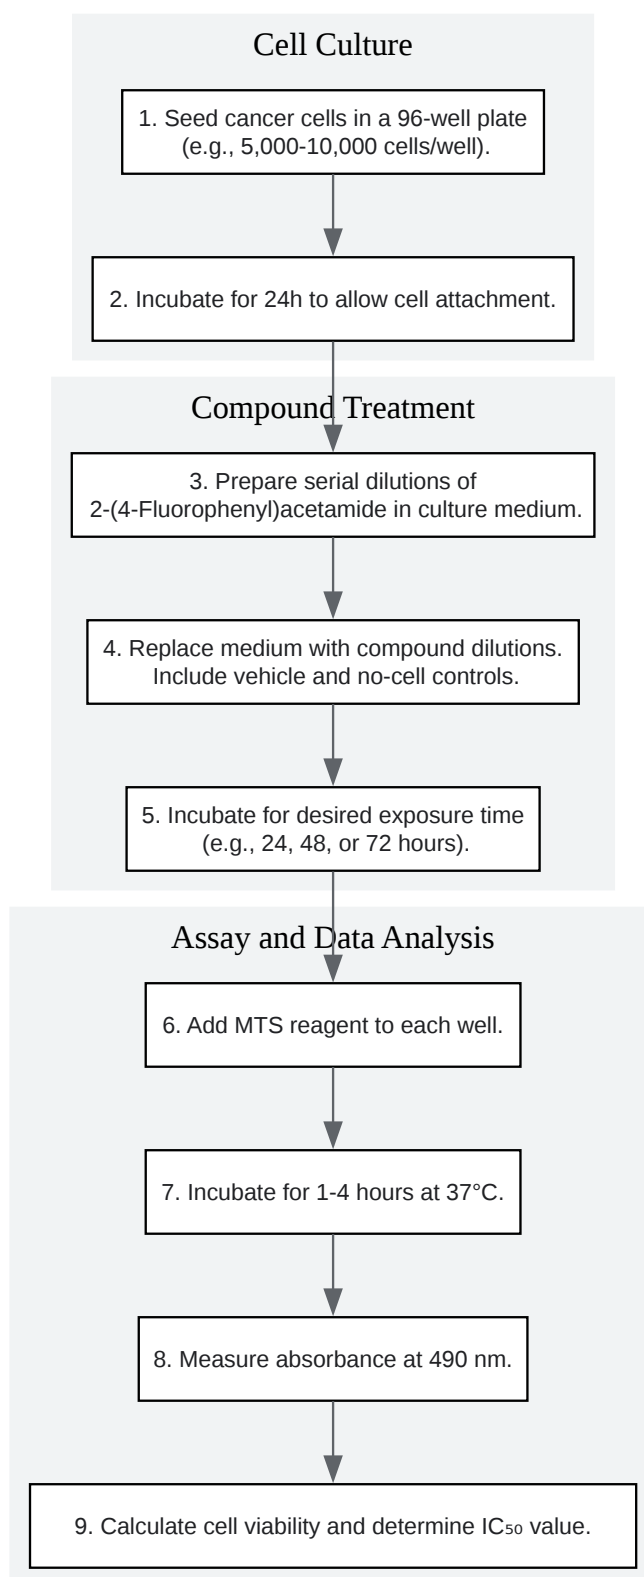 Cell Culture
1. Seed cancer cells in a 96-well plate
(e.g., 5,000-10,000 cells/well).
2. Incubate for 24h to allow cell attachment.
Compound Treatment
3. Prepare serial dilutions of
2-(4-Fluorophenyl)acetamide in culture medium.
4. Replace medium with compound dilutions.
Include vehicle and no-cell controls.
5. Incubate for desired exposure time
(e.g., 24, 48, or 72 hours).
Assay and Data Analysis
6. Add MTS reagent to each well.
7. Incubate for 1-4 hours at 37°C.
8. Measure absorbance at 490 nm.
9. Calculate cell viability and determine IC₅₀ value.